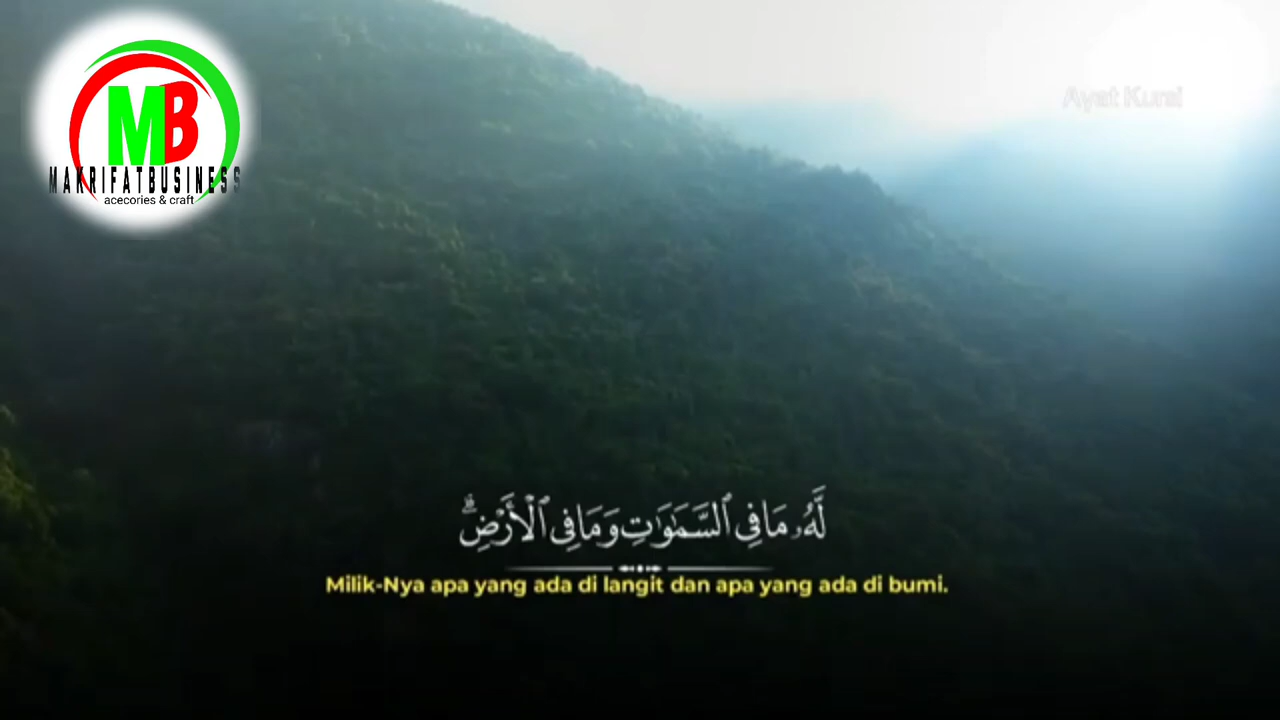 MB
MAKRIFATBUSINESS
acecories & craft
Ayat Kursi
لَّهُۥ مَا فِى ٱلسَّمَـٰوَٰتِ وَمَا فِى ٱلْأَرْضِ ۗ
Milik-Nya apa yang ada di langit dan apa yang ada di bumi.